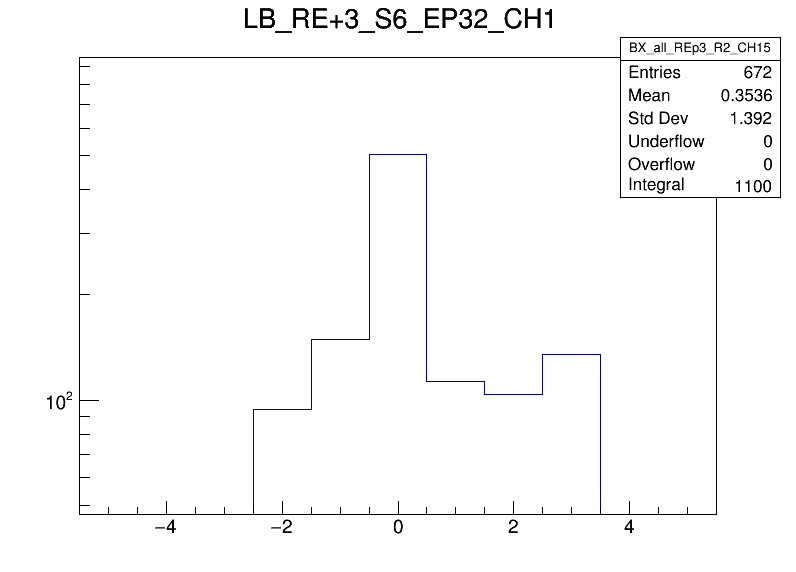 LB_RE+3_S6_EP32_CH1
BX_all_REp3_R2_CH15
Entries 672
Mean 0.3536
Std Dev 1.392
Underflow 0
Overflow 0
Integral 1100
10²
−4 −2 0 2 4